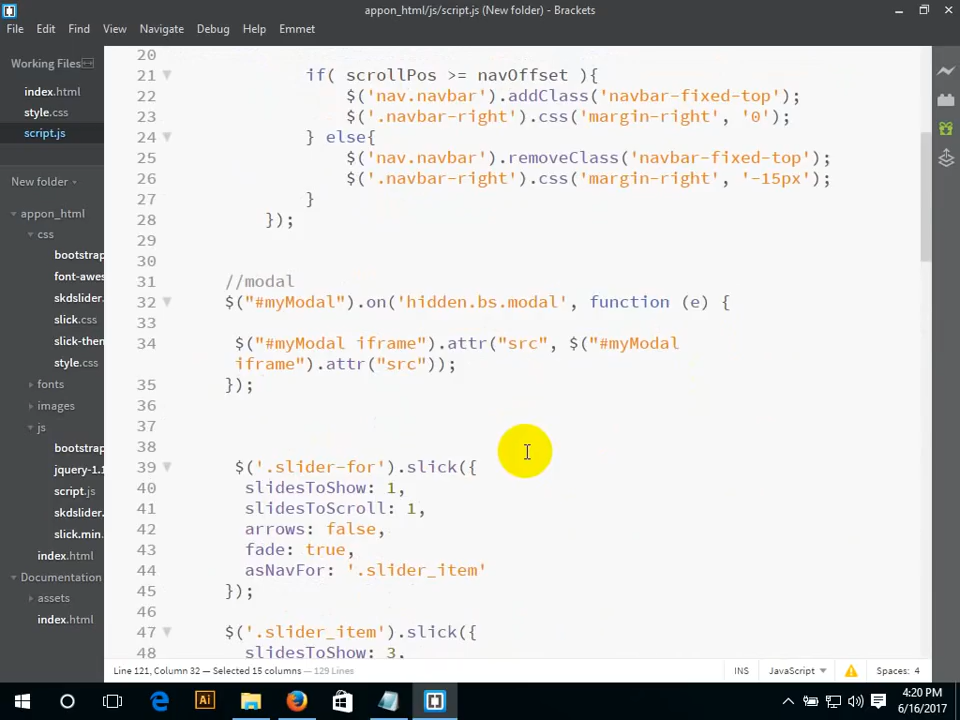 appon_html/js/script.js (New folder) - Brackets
File Edit Find View Navigate Debug Help Emmet
Working Files
index.html
style.css
script.js
New folder
appon_html
css
bootstrap
font-awes
skdslider.
slick.css
slick-then
style.css
fonts
images
js
bootstrap
jquery-1.1
script.js
skdslider.
slick.min.
index.html
Documentation
assets
index.html
20
21 if( scrollPos >= navOffset ){
22 $('nav.navbar').addClass('navbar-fixed-top');
23 $('.navbar-right').css('margin-right', '0');
24 } else{
25 $('nav.navbar').removeClass('navbar-fixed-top');
26 $('.navbar-right').css('margin-right', '-15px');
27 }
28 });
29
30
31 //modal
32 $("#myModal").on('hidden.bs.modal', function (e) {
33
34 $("#myModal iframe").attr("src", $("#myModal
iframe").attr("src"));
35 });
36
37
38
39 $('.slider-for').slick({
40 slidesToShow: 1,
41 slidesToScroll: 1,
42 arrows: false,
43 fade: true,
44 asNavFor: '.slider_item'
45 });
46
47 $('.slider_item').slick({
48 slidesToShow: 3,
Line 121, Column 32 — Selected 15 columns — 129 Lines
INS JavaScript Spaces: 4
4:20 PM
6/16/2017